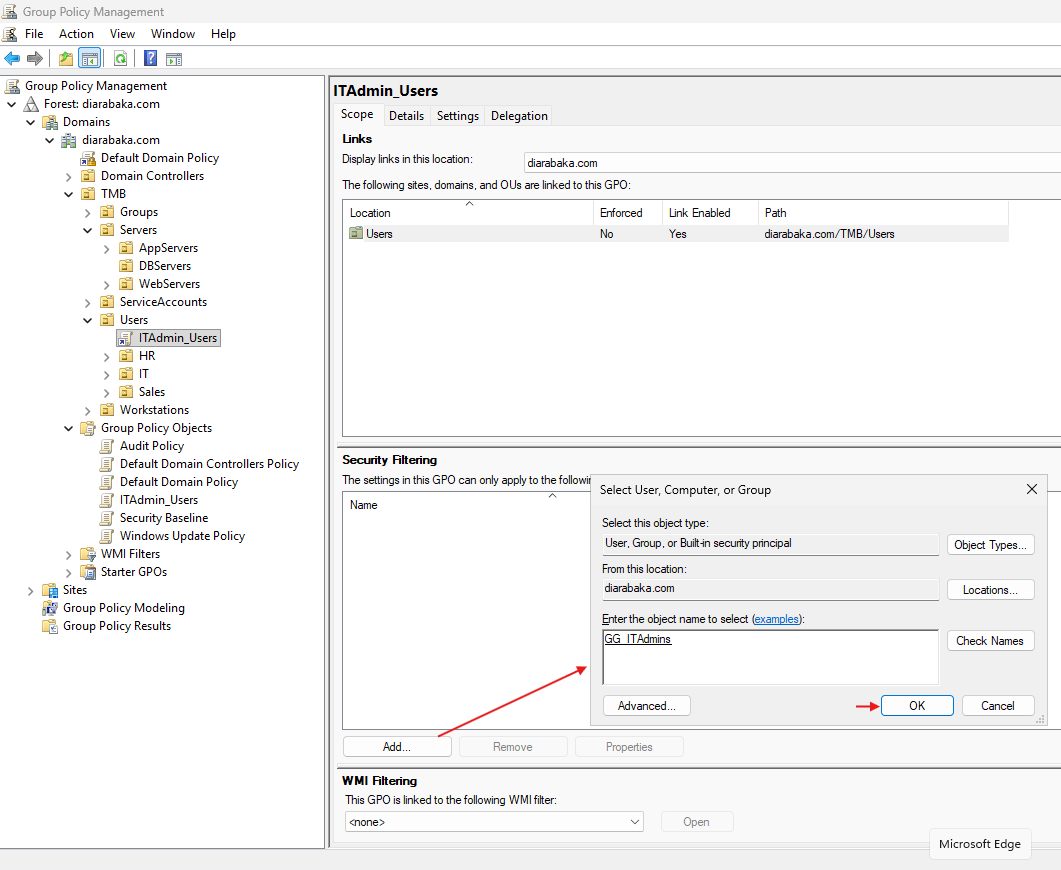 Group Policy Management
File Action View Window Help
Group Policy Management
Forest: diarabaka.com
Domains
diarabaka.com
Default Domain Policy
Domain Controllers
TMB
Groups
Servers
AppServers
DBServers
WebServers
ServiceAccounts
Users
ITAdmin_Users
HR
IT
Sales
Workstations
Group Policy Objects
Audit Policy
Default Domain Controllers Policy
Default Domain Policy
ITAdmin_Users
Security Baseline
Windows Update Policy
WMI Filters
Starter GPOs
Sites
Group Policy Modeling
Group Policy Results
ITAdmin_Users
Scope Details Settings Delegation
Links
Display links in this location: diarabaka.com
The following sites, domains, and OUs are linked to this GPO:
Location Enforced Link Enabled Path
Users No Yes diarabaka.com/TMB/Users
Security Filtering
The settings in this GPO can only apply to the followin
Name
Select User, Computer, or Group
Select this object type:
User, Group, or Built-in security principal Object Types...
From this location:
diarabaka.com Locations...
Enter the object name to select (examples):
GG_ITAdmins Check Names
Advanced... OK Cancel
Add... Remove Properties
WMI Filtering
This GPO is linked to the following WMI filter:
<none> Open
Microsoft Edge